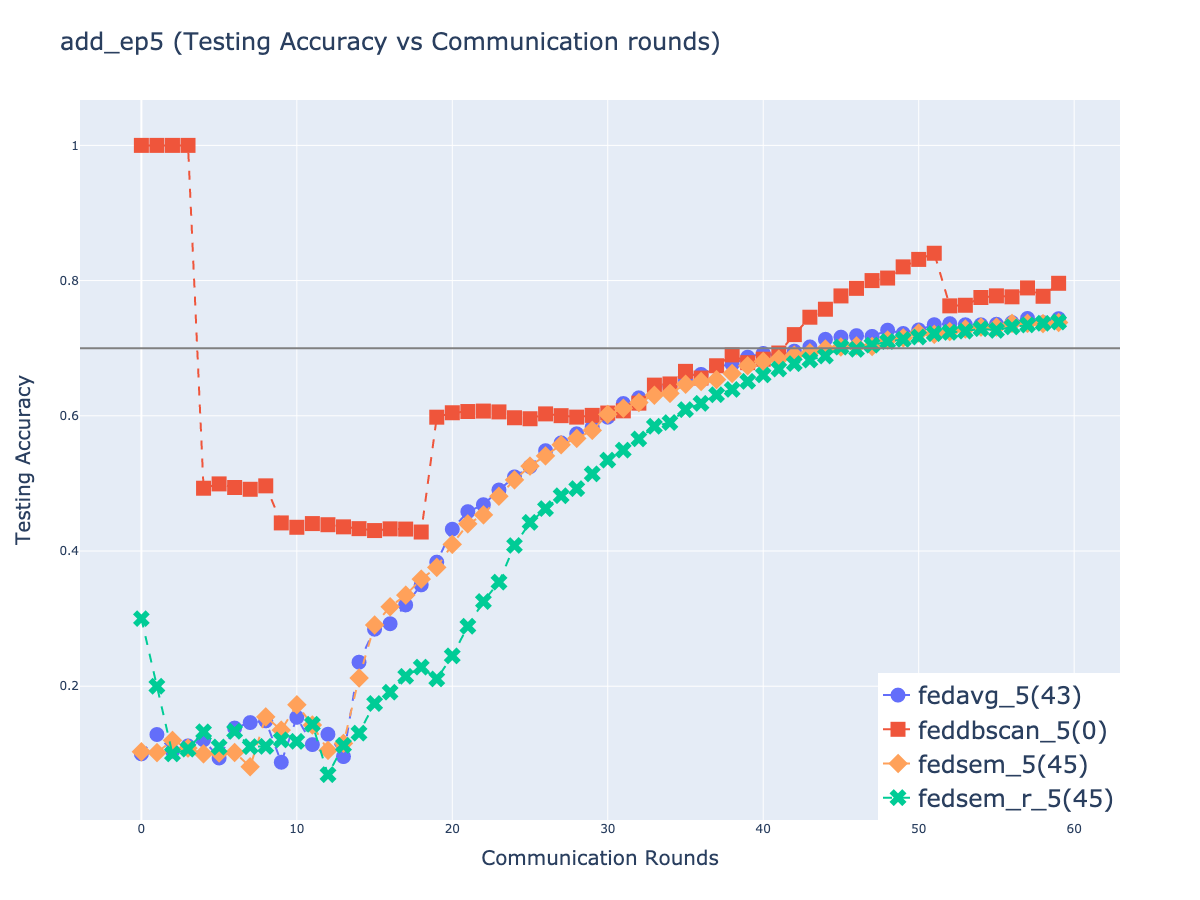 add_ep5 (Testing Accuracy vs Communication rounds)
1
0.8
0.6
0.4
0.2
Testing Accuracy
0
10
20
30
40
50
60
Communication Rounds
fedavg_5(43)
feddbscan_5(0)
fedsem_5(45)
fedsem_r_5(45)